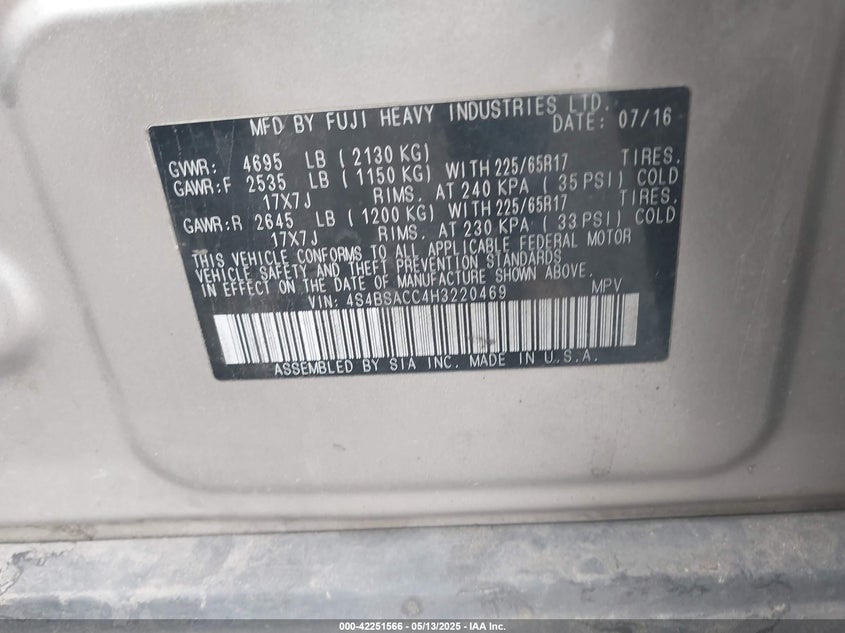 MFD BY FUJI HEAVY INDUSTRIES LTD.
DATE: 07/16
GVWR: 4695 LB (2130 KG)
GAWR:F 2535 LB (1150 KG) WITH 225/65R17 TIRES.
17X7J RIMS. AT 240 KPA (35 PSI) COLD
GAWR:R 2645 LB (1200 KG) WITH 225/65R17 TIRES.
17X7J RIMS. AT 230 KPA (33 PSI) COLD
THIS VEHICLE CONFORMS TO ALL APPLICABLE FEDERAL MOTOR
VEHICLE SAFETY AND THEFT PREVENTION STANDARDS
IN EFFECT ON THE DATE OF MANUFACTURE SHOWN ABOVE.
VIN: 4S4BSACC4H3220469 MPV
ASSEMBLED BY SIA INC. MADE IN U.S.A.
000-42251566 - 05/13/2025 - IAA Inc.